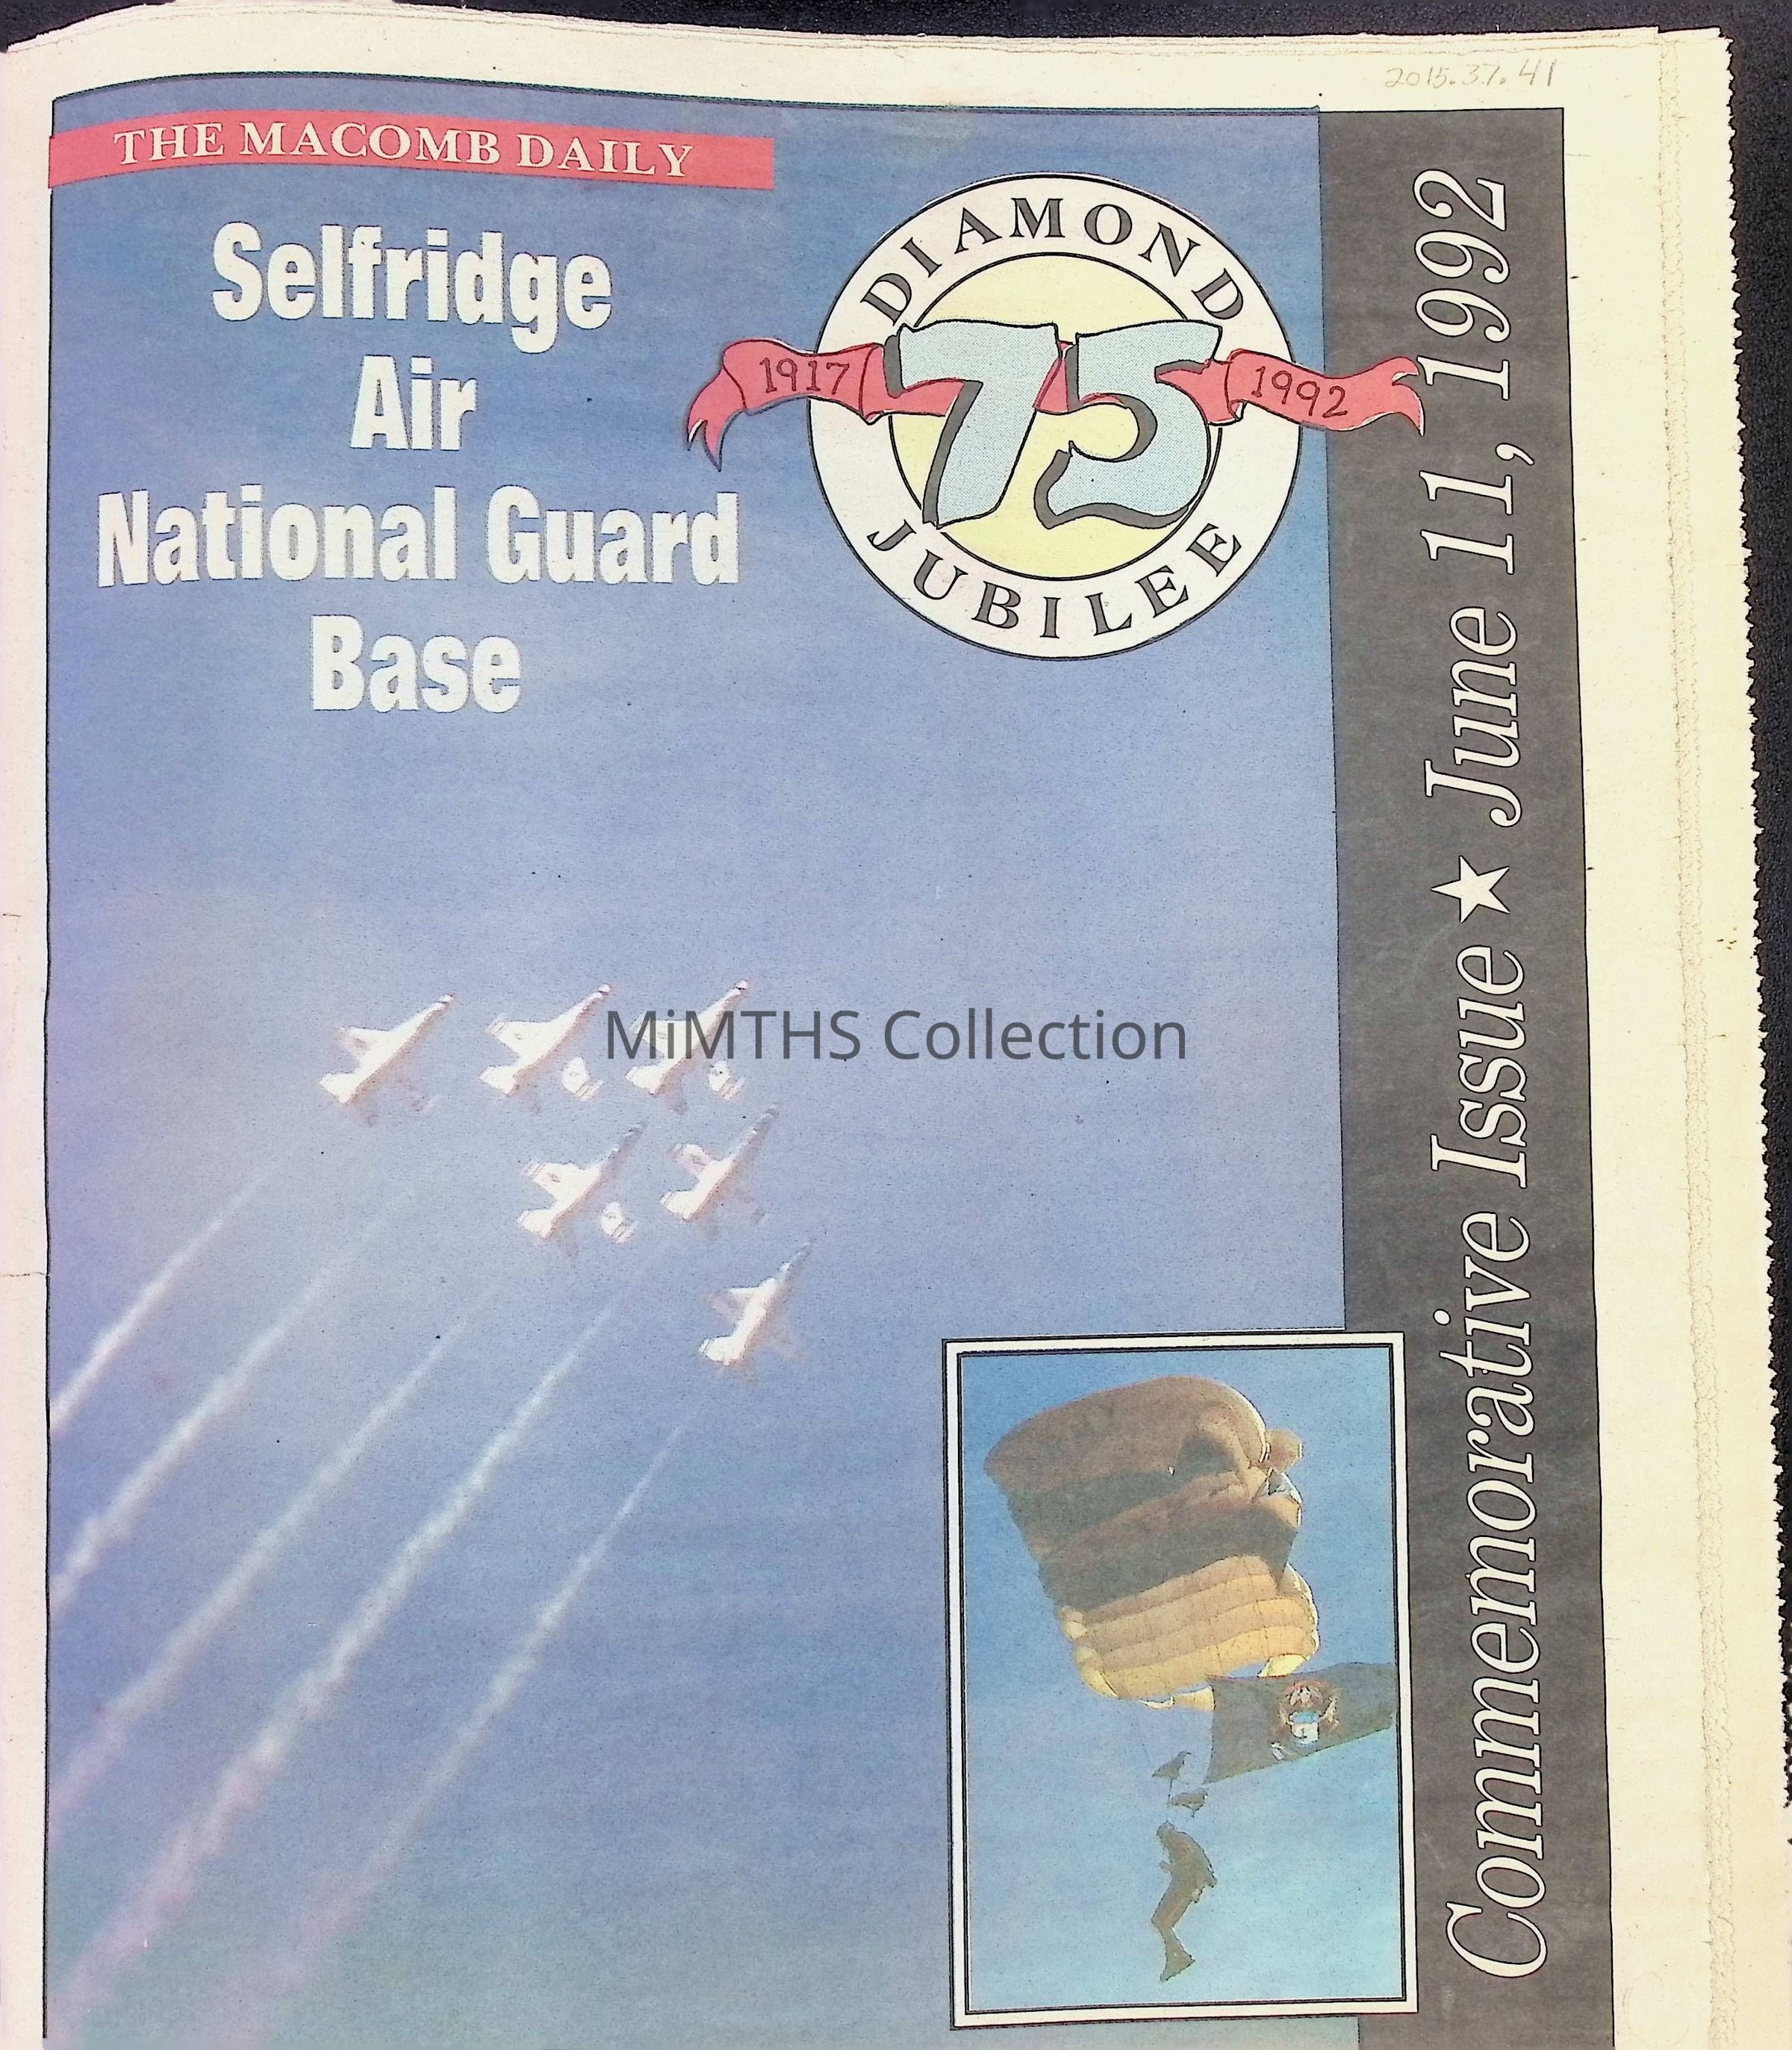 2015.37.41
THE MACOMB DAILY
Selfridge
Air
National Guard
Base
DIAMOND
1917
75
1992
JUBILEE
Commemorative Issue ★ June 11, 1992
MiMTHS Collection